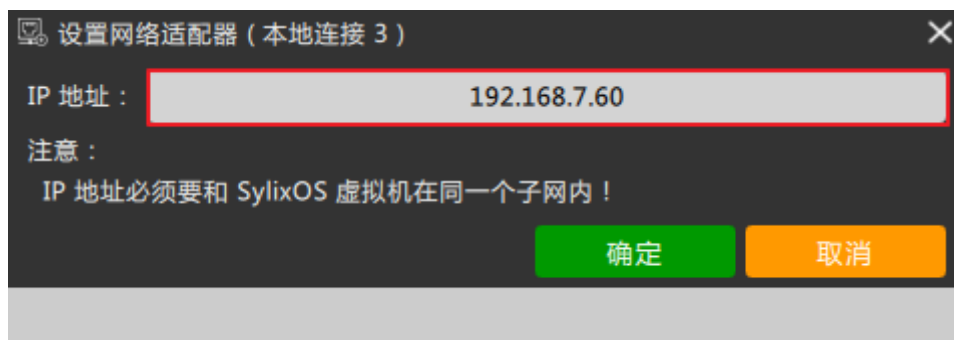 设置网络适配器（本地连接 3）
IP 地址： 192.168.7.60
注意：
IP 地址必须要和 SylixOS 虚拟机在同一个子网内！
确定 取消